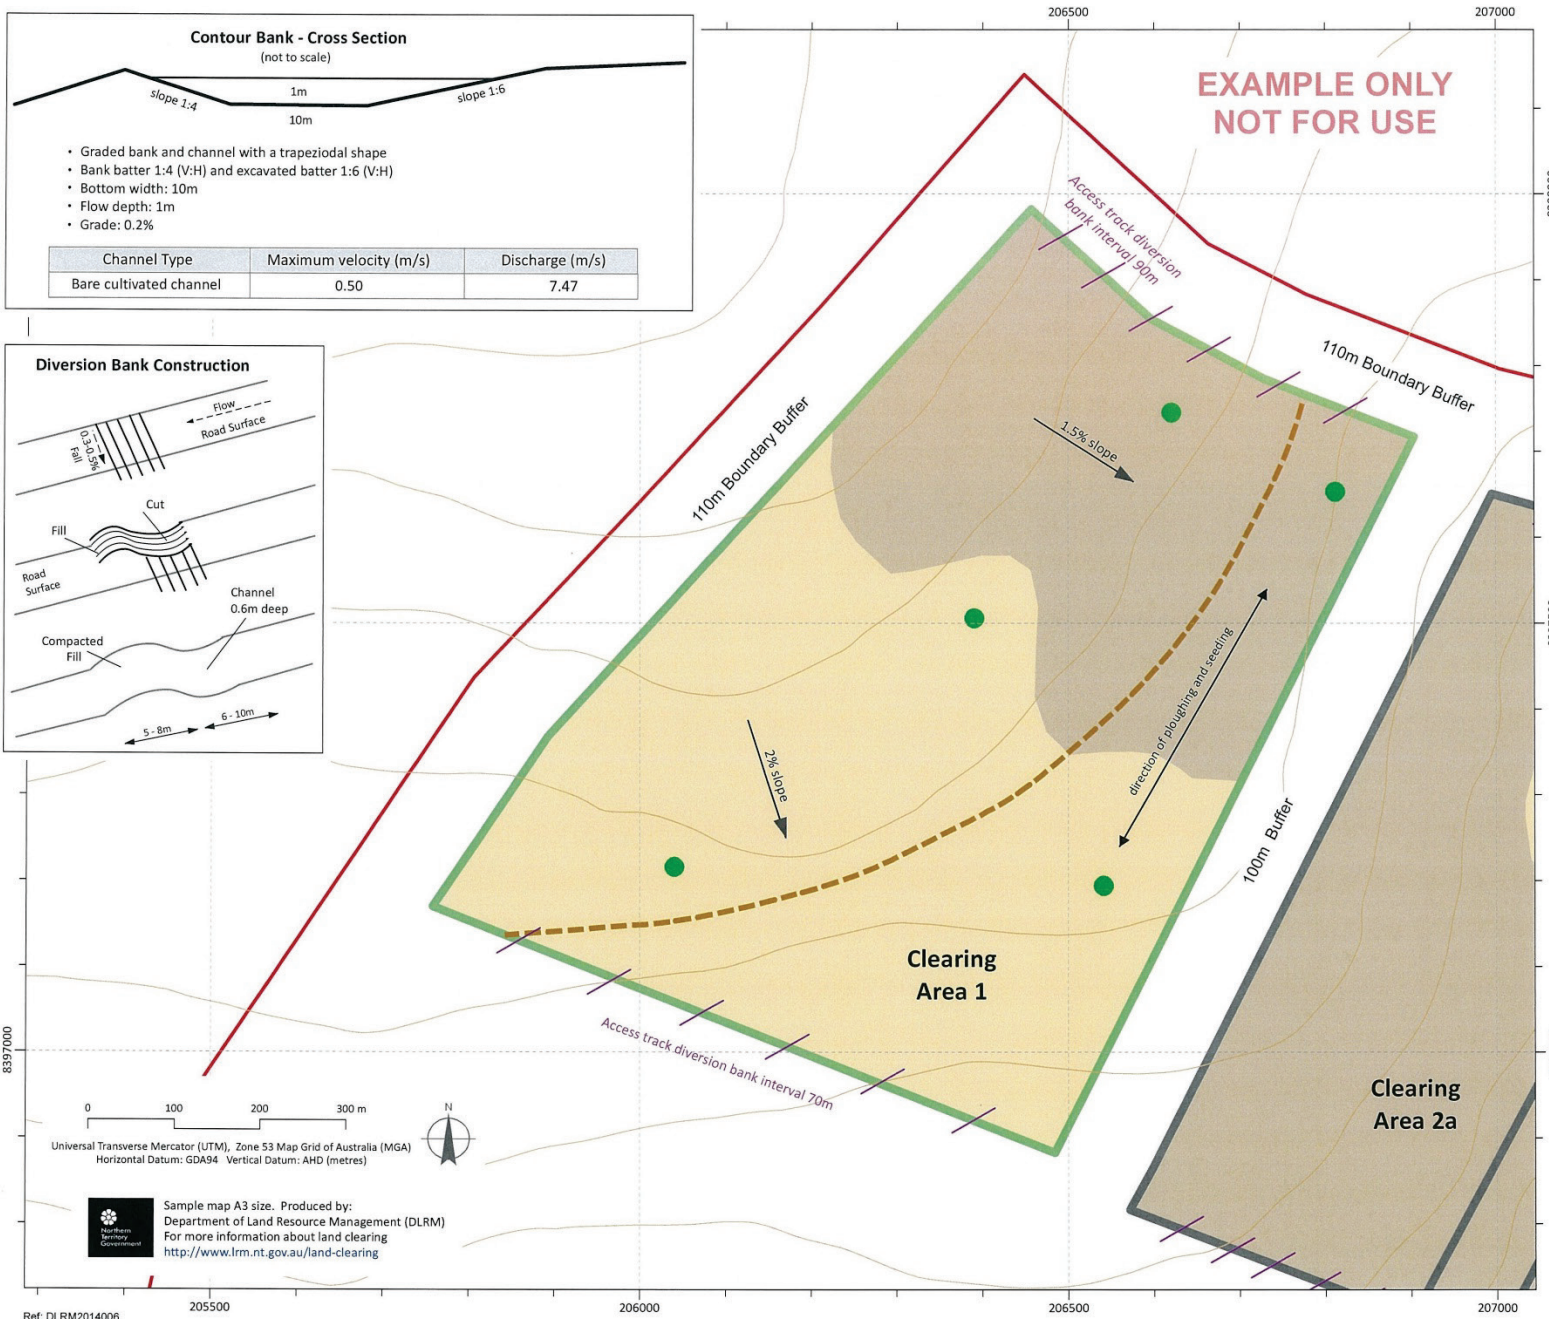 206500
207000
Contour Bank - Cross Section
(not to scale)
slope 1:4
1m
slope 1:6
10m
• Graded bank and channel with a trapeziodal shape
• Bank batter 1:4 (V:H) and excavated batter 1:6 (V:H)
• Bottom width: 10m
• Flow depth: 1m
• Grade: 0.2%
Channel Type Maximum velocity (m/s) Discharge (m/s)
Bare cultivated channel 0.50 7.47
EXAMPLE ONLY
NOT FOR USE
Access track diversion
bank interval 90m
110m Boundary Buffer
110m Boundary Buffer
Diversion Bank Construction
Flow
Road Surface
0.3-0.5%
Fall
Cut
Fill
Road
Surface
Channel
0.6m deep
Compacted
Fill
5 - 8m
6 - 10m
1.5% slope
direction of ploughing and seeding
2% slope
100m Buffer
Clearing
Area 1
Access track diversion bank interval 70m
Clearing
Area 2a
8397000
0 100 200 300 m
N
Universal Transverse Mercator (UTM), Zone 53 Map Grid of Australia (MGA)
Horizontal Datum: GDA94 Vertical Datum: AHD (metres)
Northern
Territory
Government
Sample map A3 size. Produced by:
Department of Land Resource Management (DLRM)
For more information about land clearing
http://www.lrm.nt.gov.au/land-clearing
205500
206000
206500
207000
Ref: DLRM2014006